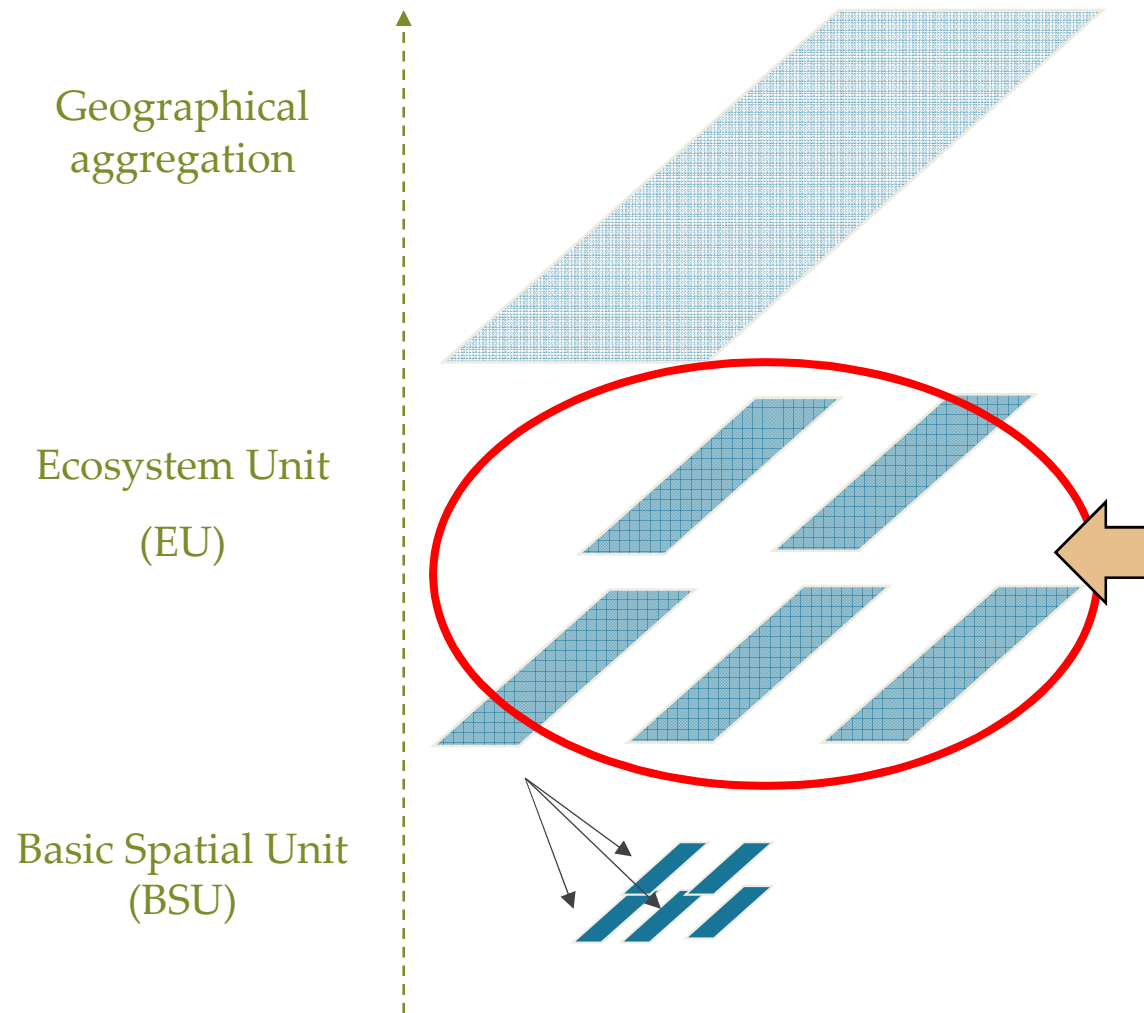 Geographical
aggregation
Ecosystem Unit
(EU)
Basic Spatial Unit
(BSU)